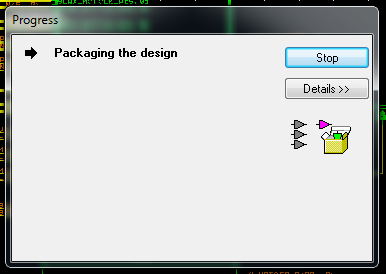 Progress
Packaging the design
Stop
Details >>